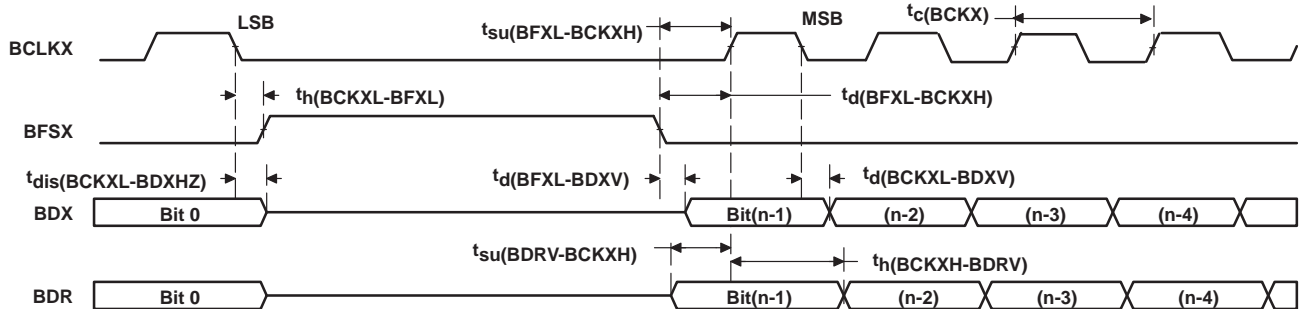 LSB
MSB
tc(BCKX)
tsu(BFXL-BCKXH)
BCLKX
th(BCKXL-BFXL)
td(BFXL-BCKXH)
BFSX
tdis(BCKXL-BDXHZ)
td(BFXL-BDXV)
td(BCKXL-BDXV)
BDX Bit 0 Bit(n-1) (n-2) (n-3) (n-4)
tsu(BDRV-BCKXH)
th(BCKXH-BDRV)
BDR Bit 0 Bit(n-1) (n-2) (n-3) (n-4)